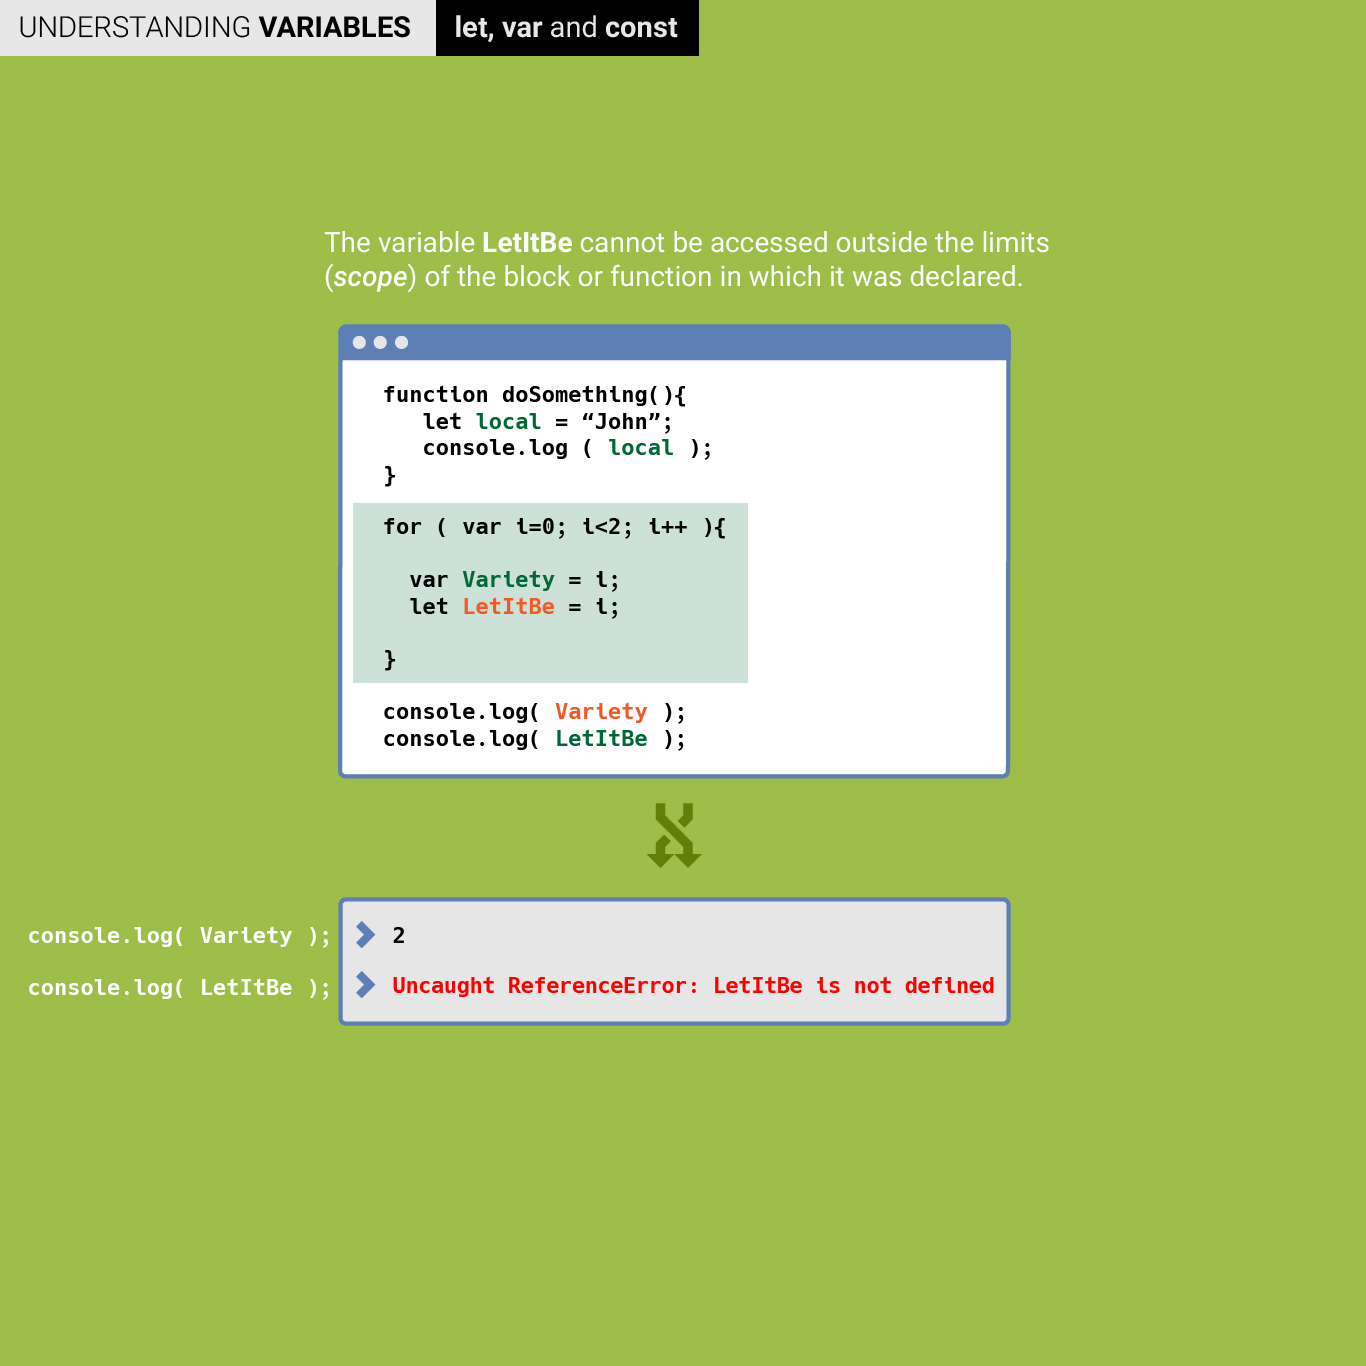 UNDERSTANDING VARIABLES let, var and const
The variable LetItBe cannot be accessed outside the limits
(scope) of the block or function in which it was declared.
function doSomething(){
let local = “John”;
console.log ( local );
}
for ( var i=0; i<2; i++ ){
var Variety = i;
let LetItBe = i;
}
console.log( Variety );
console.log( LetItBe );
console.log( Variety ); 2
console.log( LetItBe ); Uncaught ReferenceError: LetItBe is not defined